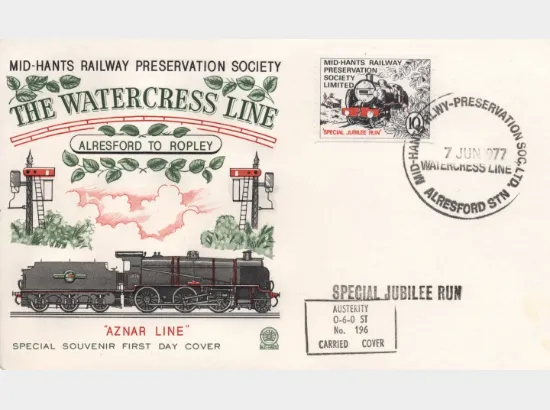 MID-HANTS RAILWAY PRESERVATION SOCIETY
THE WATERCRESS LINE
ALRESFORD TO ROPLEY
"AZNAR LINE"
SPECIAL SOUVENIR FIRST DAY COVER
MID-HANTS RAILWAY
PRESERVATION
SOCIETY
LIMITED
'SPECIAL JUBILEE RUN'
10P
MID-HANTS RLWY-PRESERVATION SOC. LTD.
7 JUN 1977
WATERCRESS LINE
ALRESFORD STN
SPECIAL JUBILEE RUN
AUSTERITY
0-6-0 ST
No. 196
CARRIED COVER